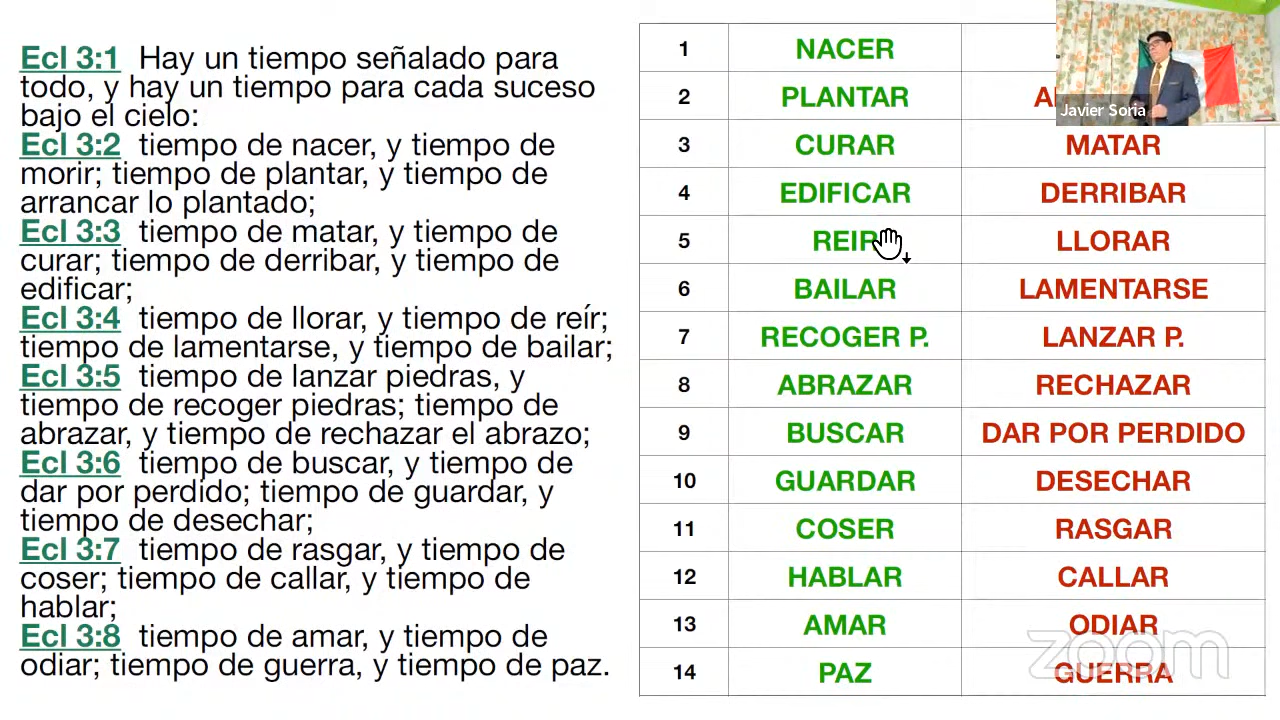 Ecl 3:1 Hay un tiempo señalado para
todo, y hay un tiempo para cada suceso
bajo el cielo:
Ecl 3:2 tiempo de nacer, y tiempo de
morir; tiempo de plantar, y tiempo de
arrancar lo plantado;
Ecl 3:3 tiempo de matar, y tiempo de
curar; tiempo de derribar, y tiempo de
edificar;
Ecl 3:4 tiempo de llorar, y tiempo de reír;
tiempo de lamentarse, y tiempo de bailar;
Ecl 3:5 tiempo de lanzar piedras, y
tiempo de recoger piedras; tiempo de
abrazar, y tiempo de rechazar el abrazo;
Ecl 3:6 tiempo de buscar, y tiempo de
dar por perdido; tiempo de guardar, y
tiempo de desechar;
Ecl 3:7 tiempo de rasgar, y tiempo de
coser; tiempo de callar, y tiempo de
hablar;
Ecl 3:8 tiempo de amar, y tiempo de
odiar; tiempo de guerra, y tiempo de paz.
1 NACER
2 PLANTAR
3 CURAR MATAR
4 EDIFICAR DERRIBAR
5 REIR LLORAR
6 BAILAR LAMENTARSE
7 RECOGER P. LANZAR P.
8 ABRAZAR RECHAZAR
9 BUSCAR DAR POR PERDIDO
10 GUARDAR DESECHAR
11 COSER RASGAR
12 HABLAR CALLAR
13 AMAR ODIAR
14 PAZ GUERRA
Javier Soria
zoom